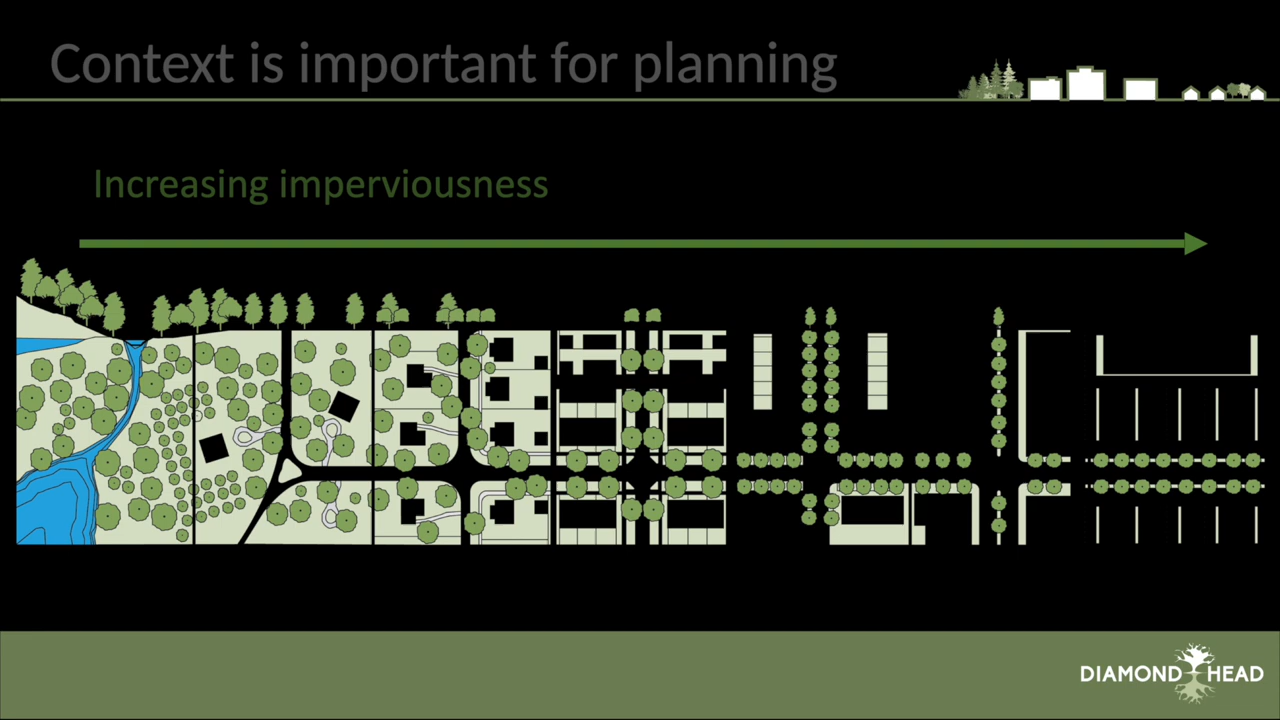 Context is important for planning
Increasing imperviousness
DIAMOND HEAD